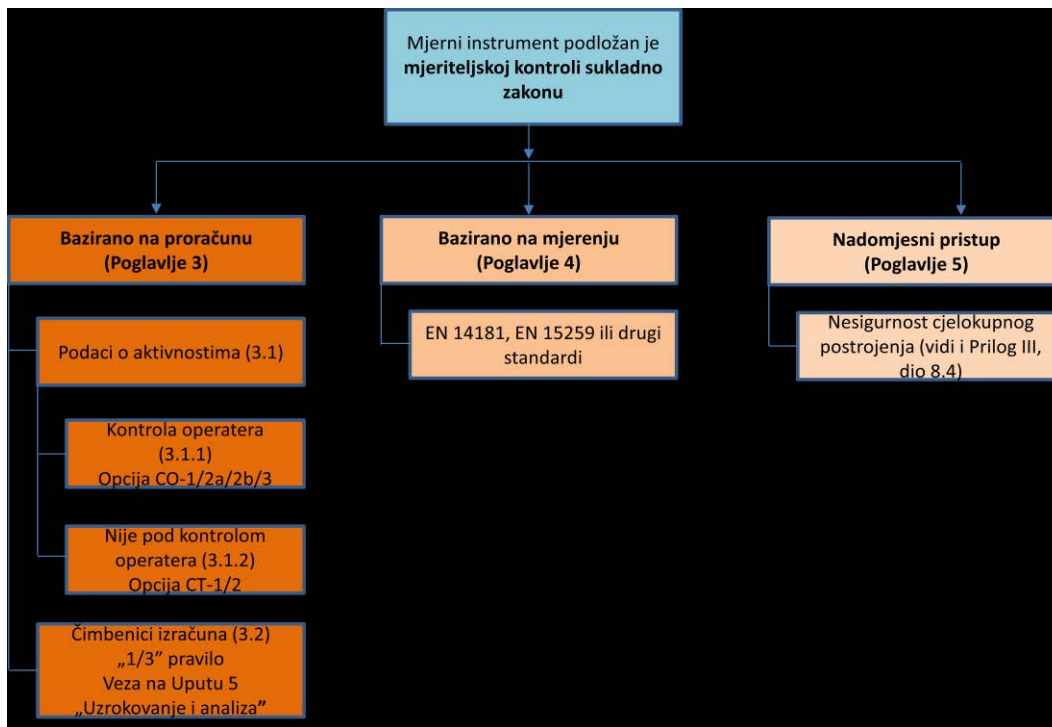 Mjerni instrument podložan je
mjeriteljskoj kontroli sukladno
zakonu
Bazirano na proračunu
(Poglavlje 3)
Podaci o aktivnostima (3.1)
Kontrola operatera
(3.1.1)
Opcija CO-1/2a/2b/3
Nije pod kontrolom
operatera (3.1.2)
Opcija CT-1/2
Čimbenici izračuna (3.2)
„1/3” pravilo
Veza na Uputu 5
„Uzrokovanje i analiza”
Bazirano na mjerenju
(Poglavlje 4)
EN 14181, EN 15259 ili drugi
standardi
Nadomjesni pristup
(Poglavlje 5)
Nesigurnost cjelokupnog
postrojenja (vidi i Prilog III,
dio 8.4)